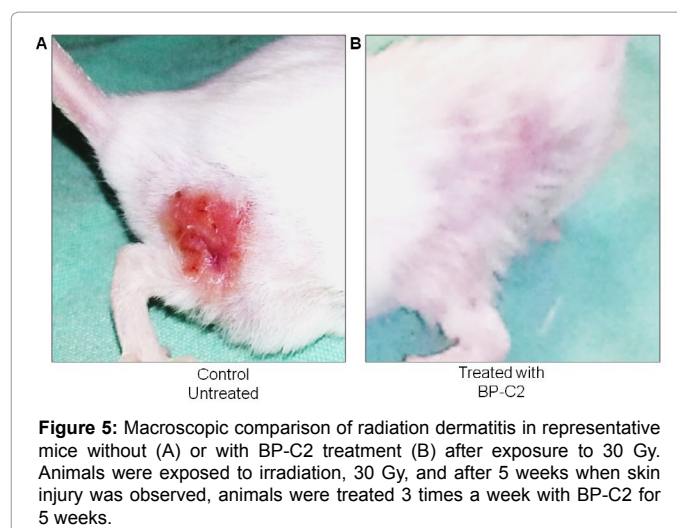 A
B
Control
Untreated
Treated with
BP-C2
Figure 5: Macroscopic comparison of radiation dermatitis in representative
mice without (A) or with BP-C2 treatment (B) after exposure to 30 Gy.
Animals were exposed to irradiation, 30 Gy, and after 5 weeks when skin
injury was observed, animals were treated 3 times a week with BP-C2 for
5 weeks.